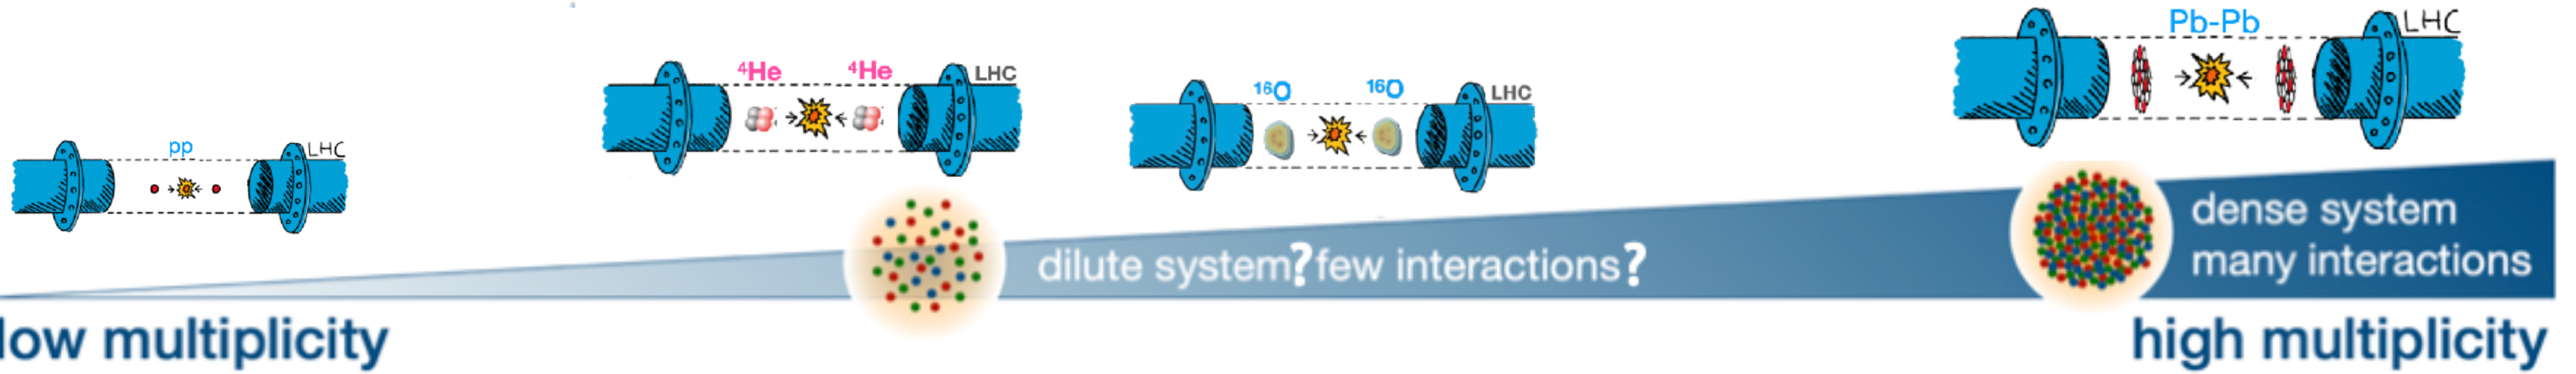 pp
LHC
⁴He ⁴He
LHC
¹⁶O ¹⁶O
LHC
Pb-Pb
LHC
dilute system? few interactions?
dense system
many interactions
low multiplicity
high multiplicity